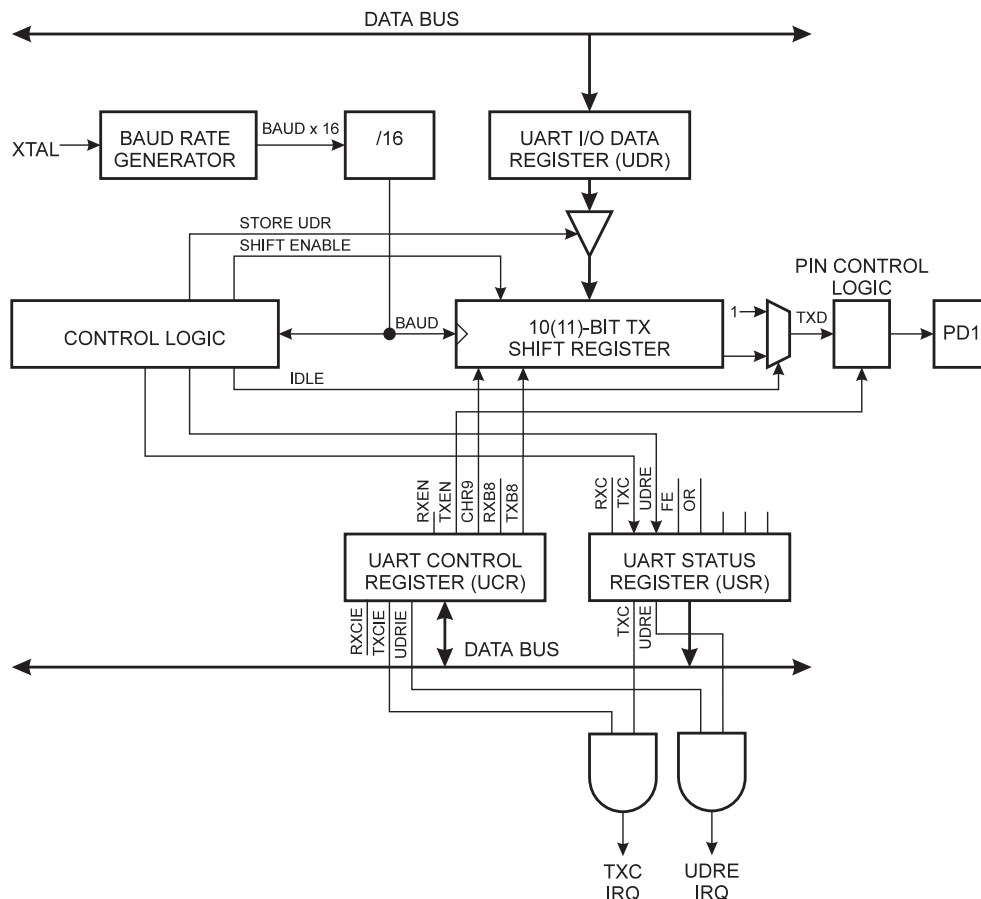 DATA BUS
XTAL
BAUD RATE
GENERATOR
BAUD x 16
/16
UART I/O DATA
REGISTER (UDR)
STORE UDR
SHIFT ENABLE
PIN CONTROL
LOGIC
CONTROL LOGIC
BAUD
10(11)-BIT TX
SHIFT REGISTER
1
TXD
PD1
IDLE
RXEN
TXEN
CHR9
RXB8
TXB8
RXC
TXC
UDRE
FE
OR
UART CONTROL
REGISTER (UCR)
UART STATUS
REGISTER (USR)
RXCIE
TXCIE
UDRIE
TXC
UDRE
DATA BUS
TXC
IRQ
UDRE
IRQ